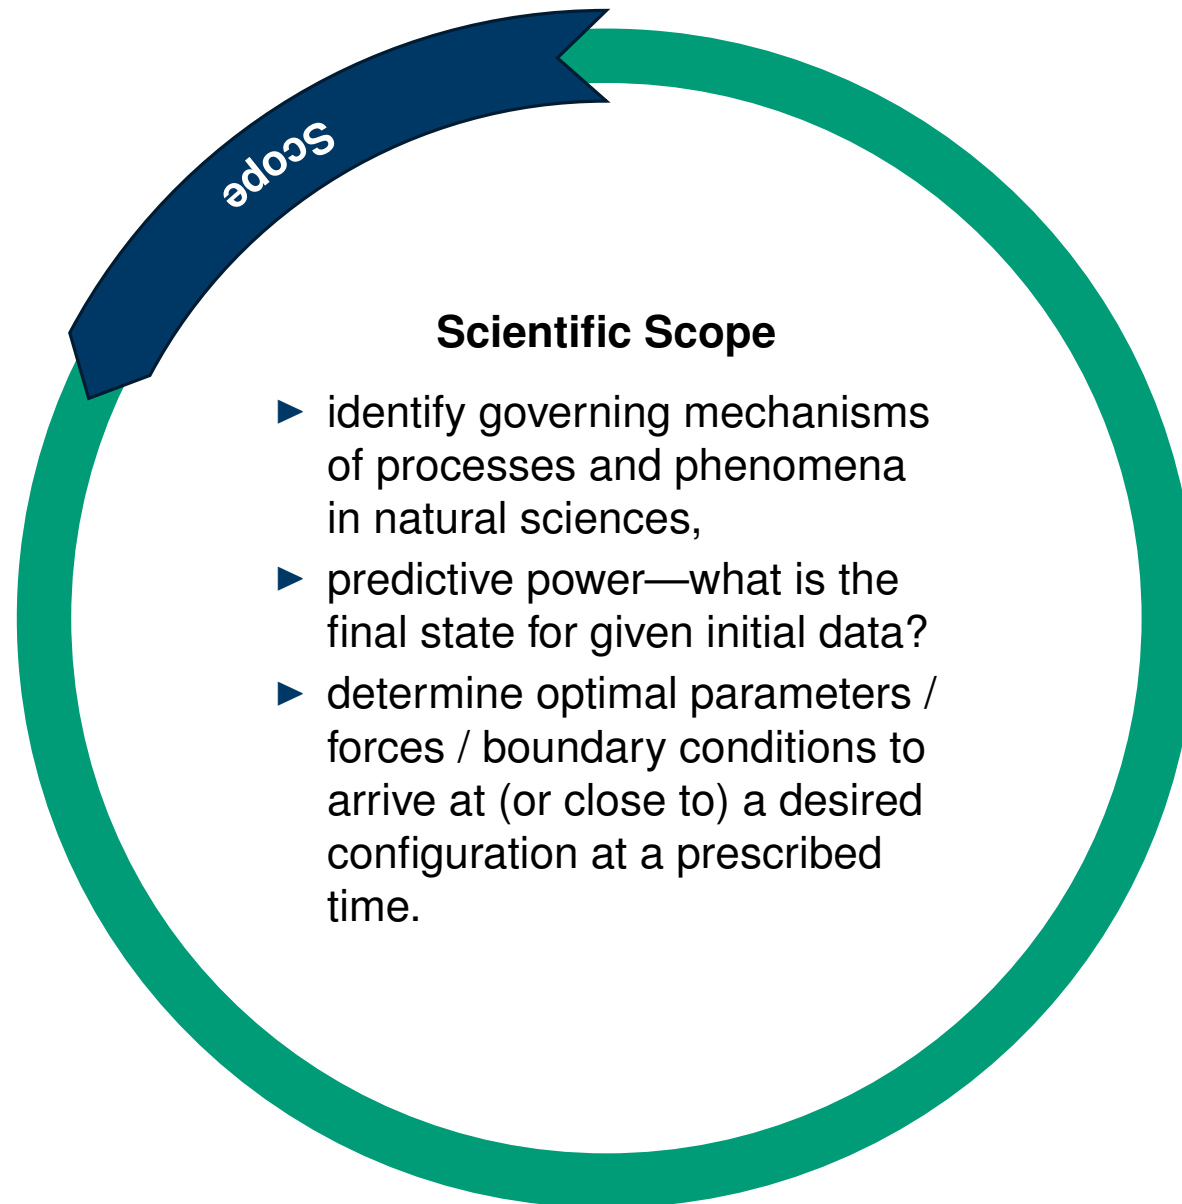 Scope
Scientific Scope
► identify governing mechanisms
of processes and phenomena
in natural sciences,
► predictive power—what is the
final state for given initial data?
► determine optimal parameters /
forces / boundary conditions to
arrive at (or close to) a desired
configuration at a prescribed
time.